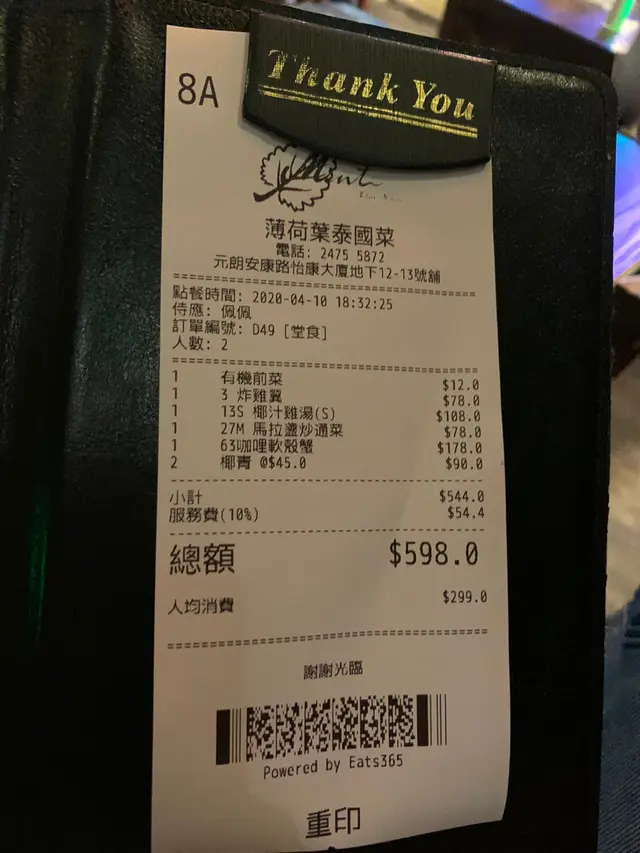 Thank You
8A
Mint
薄荷葉泰國菜
電話: 2475 5872
元朗安康路怡康大廈地下12-13號舖
點餐時間: 2020-04-10 18:32:25
侍應: 佩佩
訂單編號: D49 [堂食]
人數: 2
1 有機前菜 $12.0
1 3 炸雞翼 $78.0
1 13S 椰汁雞湯(S) $108.0
1 27M 馬拉盞炒通菜 $78.0
1 63咖哩軟殼蟹 $178.0
2 椰青 @$45.0 $90.0
小計 $544.0
服務費(10%) $54.4
總額 $598.0
人均消費 $299.0
謝謝光臨
Powered by Eats365
重印